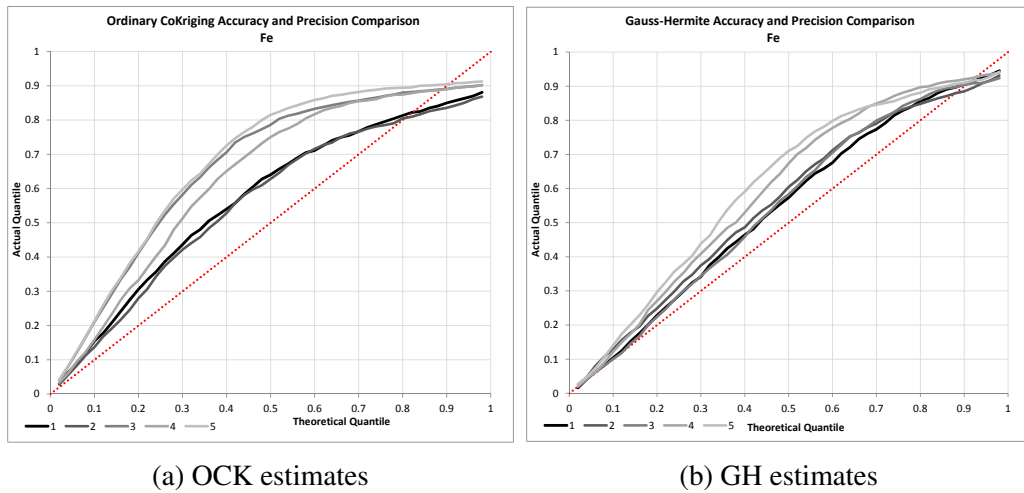 Ordinary CoKriging Accuracy and Precision Comparison
Fe
1
0.9
0.8
0.7
0.6
0.5
0.4
0.3
0.2
0.1
0
Actual Quantile
0 0.1 0.2 0.3 0.4 0.5 0.6 0.7 0.8 0.9 1
Theoretical Quantile
1 2 3 4 5
(a) OCK estimates
Gauss-Hermite Accuracy and Precision Comparison
Fe
1
0.9
0.8
0.7
0.6
0.5
0.4
0.3
0.2
0.1
0
Actual Quantile
0 0.1 0.2 0.3 0.4 0.5 0.6 0.7 0.8 0.9 1
Theoretical Quantile
1 2 3 4 5
(b) GH estimates